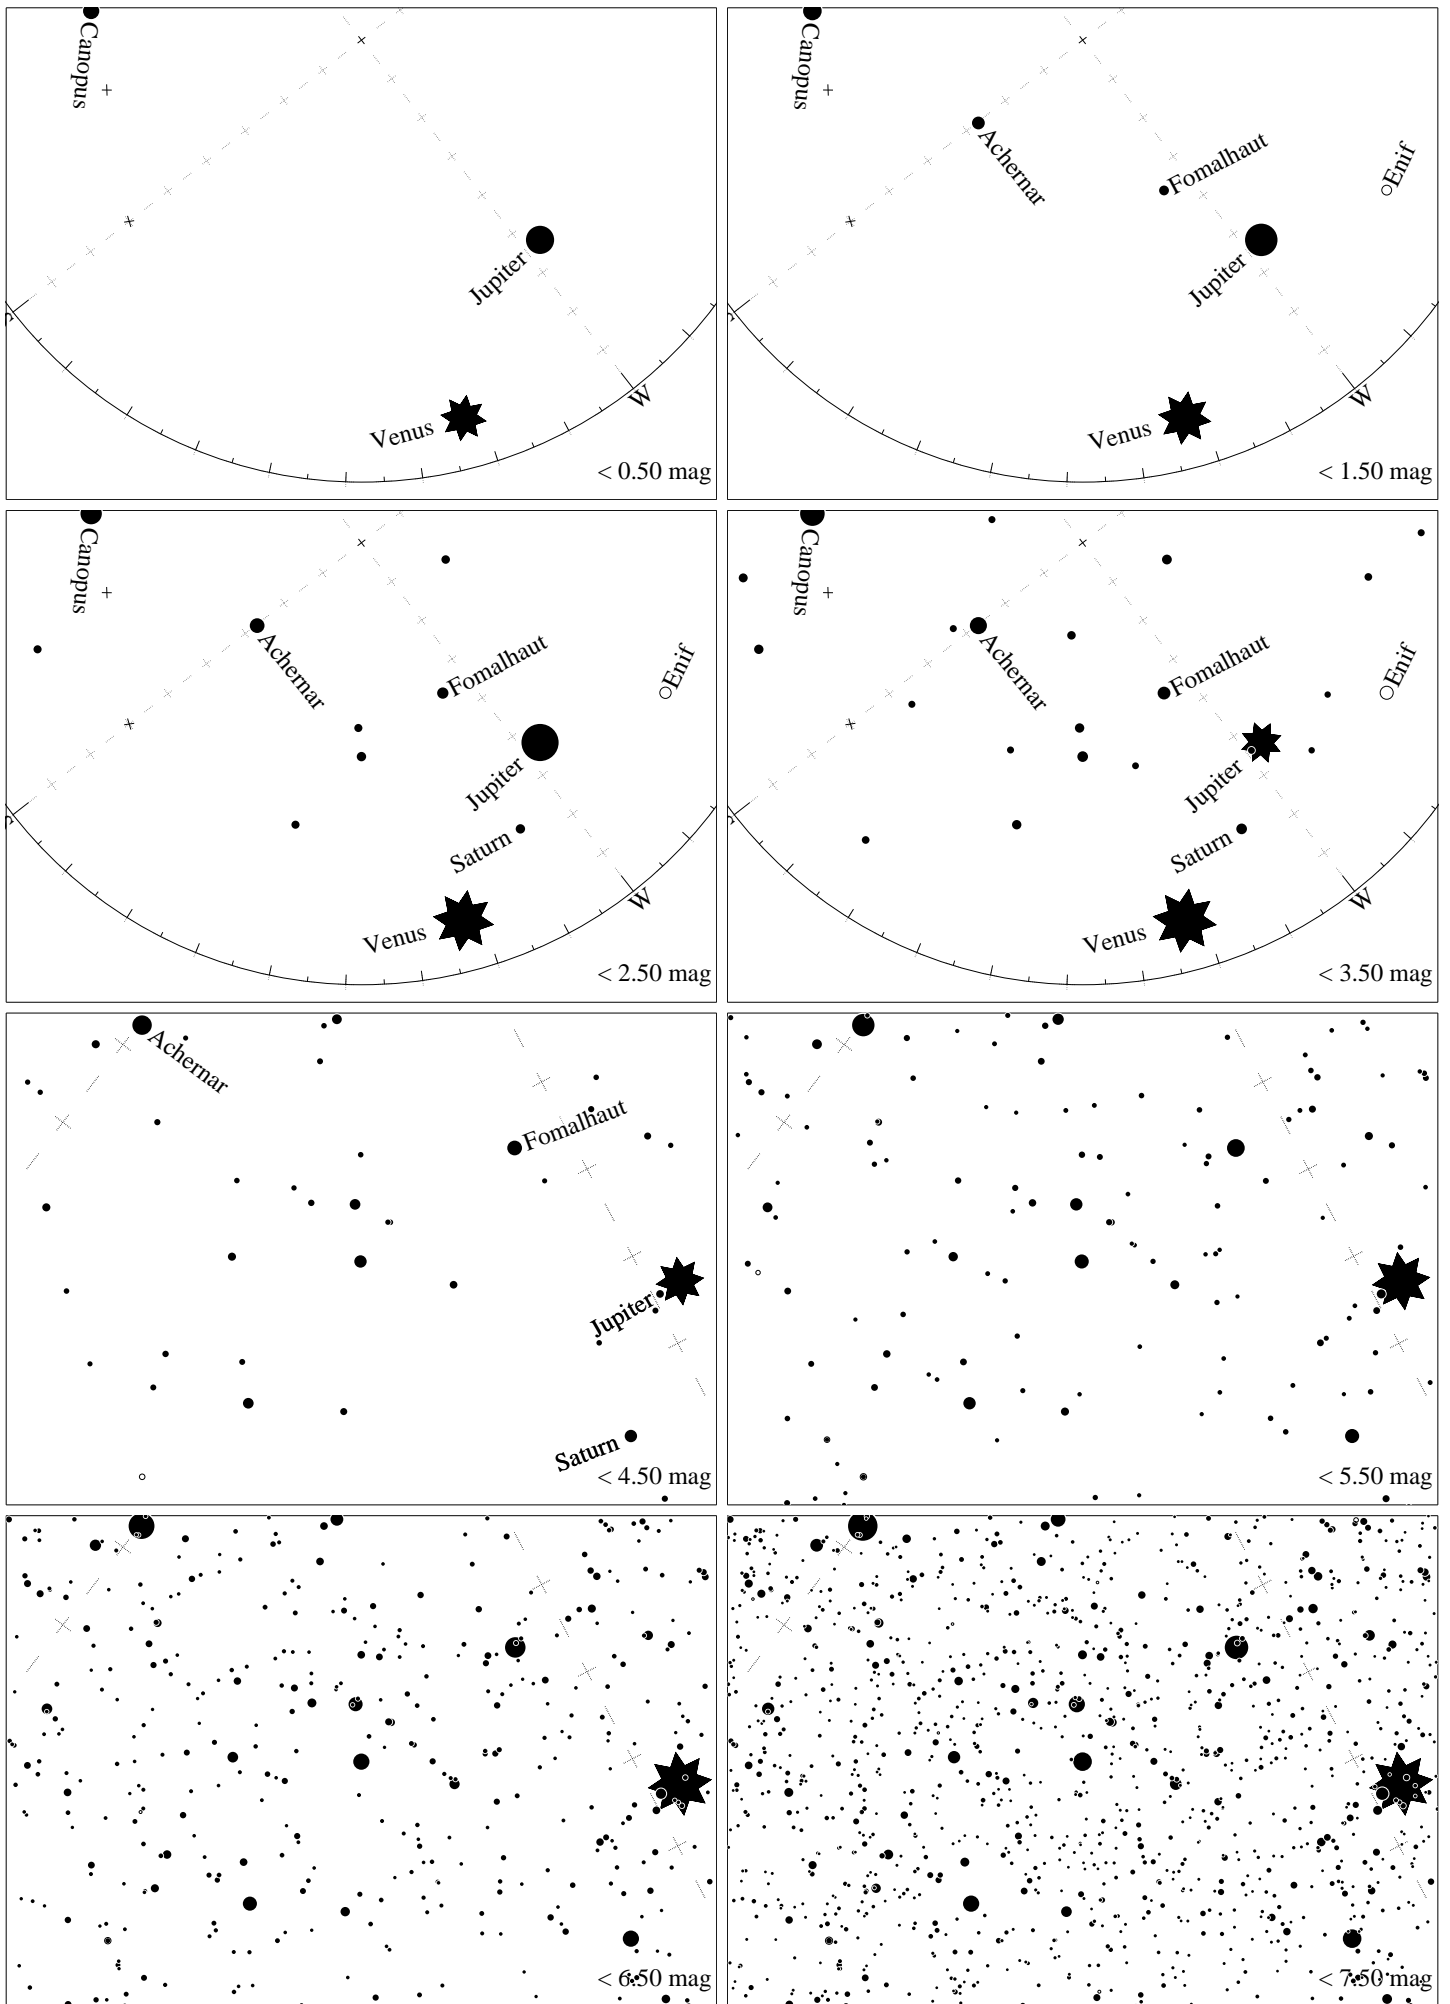 Canopus
Jupiter
Venus
W
< 0.50 mag
Canopus
Achernar
Fomalhaut
Enif
Jupiter
Venus
W
< 1.50 mag
Canopus
Achernar
Fomalhaut
Enif
Jupiter
Saturn
Venus
W
< 2.50 mag
Canopus
Achernar
Fomalhaut
Enif
Jupiter
Saturn
Venus
W
< 3.50 mag
Achernar
Fomalhaut
Jupiter
Saturn
< 4.50 mag
< 5.50 mag
< 6.50 mag
< 7.50 mag